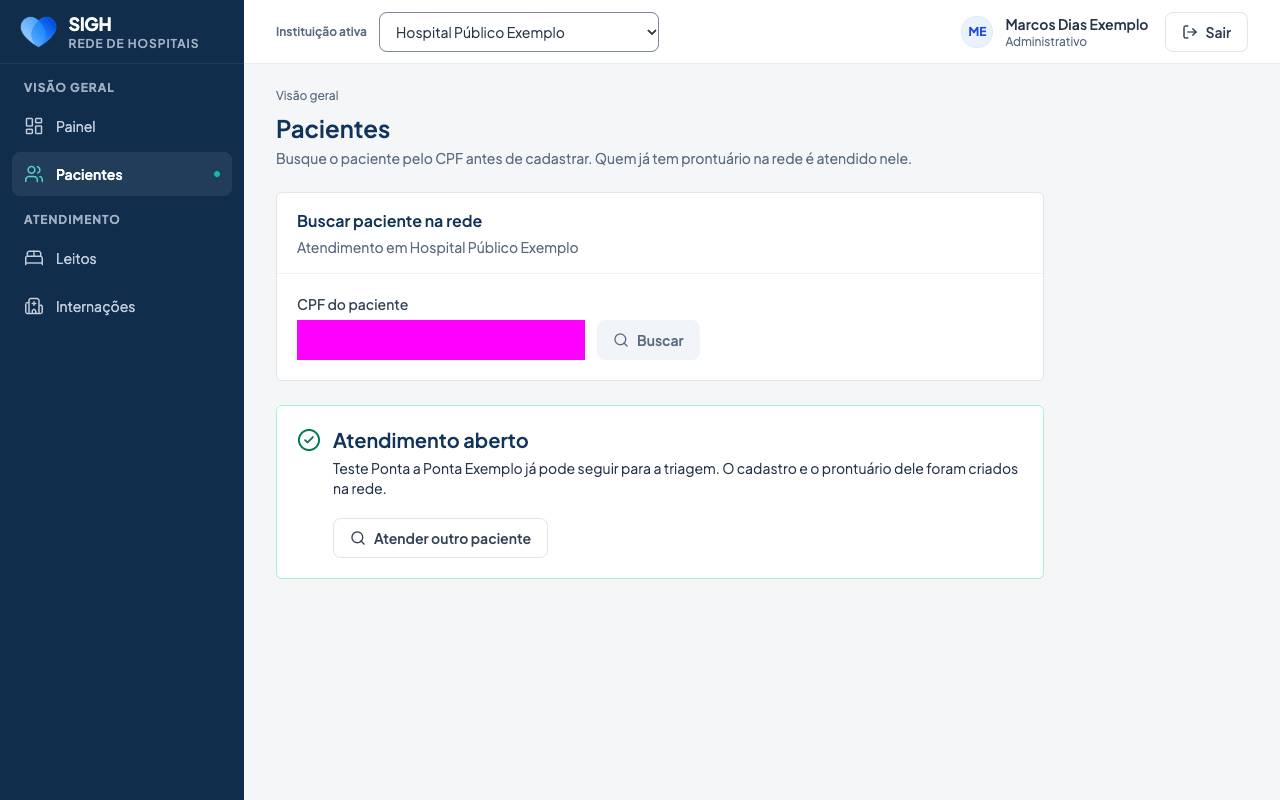 SIGH
REDE DE HOSPITAIS
VISÃO GERAL
Painel
Pacientes
ATENDIMENTO
Leitos
Internações
Instituição ativa
Hospital Público Exemplo
ME
Marcos Dias Exemplo
Administrativo
Sair
Visão geral
Pacientes
Busque o paciente pelo CPF antes de cadastrar. Quem já tem prontuário na rede é atendido nele.
Buscar paciente na rede
Atendimento em Hospital Público Exemplo
CPF do paciente
Buscar
Atendimento aberto
Teste Ponta a Ponta Exemplo já pode seguir para a triagem. O cadastro e o prontuário dele foram criados
na rede.
Atender outro paciente